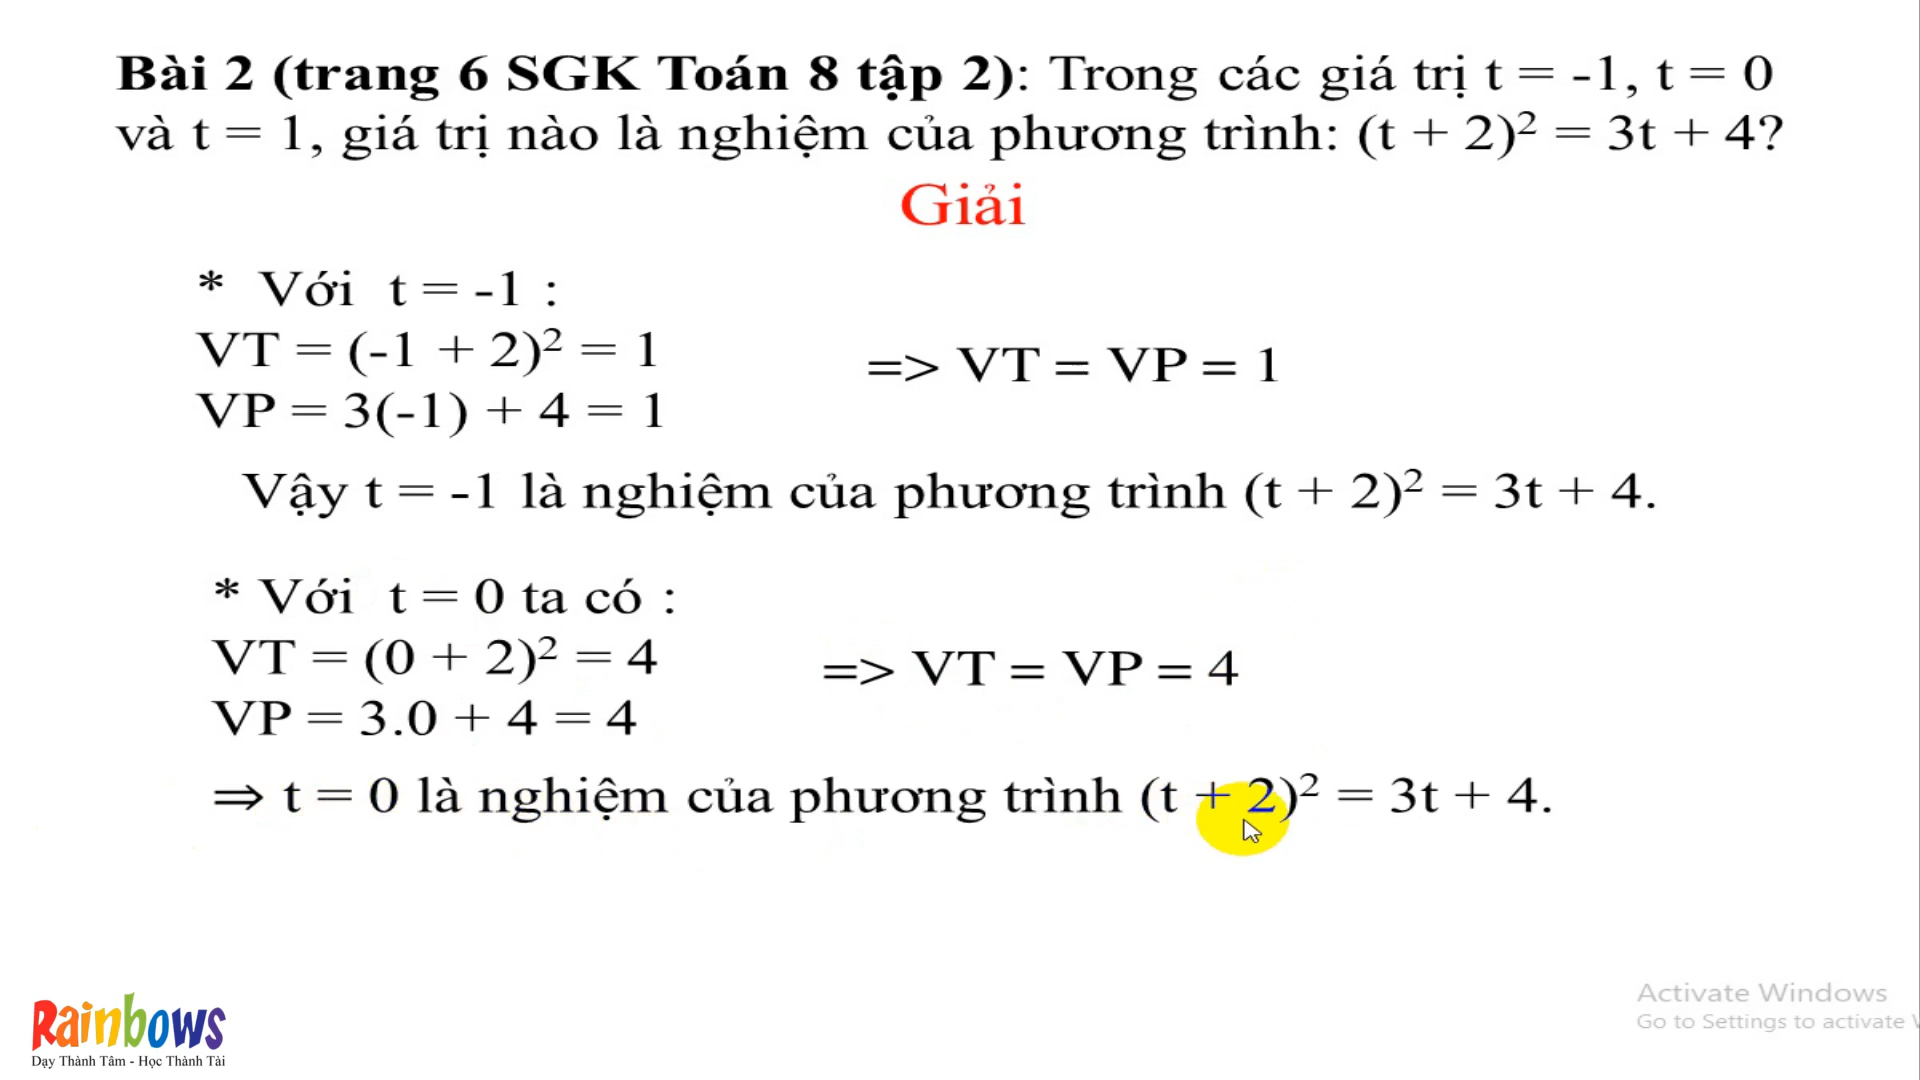 Bài 2 (trang 6 SGK Toán 8 tập 2): Trong các giá trị t = -1, t = 0
và t = 1, giá trị nào là nghiệm của phương trình: (t + 2)² = 3t + 4?
Giải
* Với t = -1 :
VT = (-1 + 2)² = 1
VP = 3(-1) + 4 = 1
=> VT = VP = 1
Vậy t = -1 là nghiệm của phương trình (t + 2)² = 3t + 4.
* Với t = 0 ta có :
VT = (0 + 2)² = 4
VP = 3.0 + 4 = 4
=> VT = VP = 4
⇒ t = 0 là nghiệm của phương trình (t + 2)² = 3t + 4.
Rainbows
Dạy Thành Tâm - Học Thành Tài
Activate Windows
Go to Settings to activate